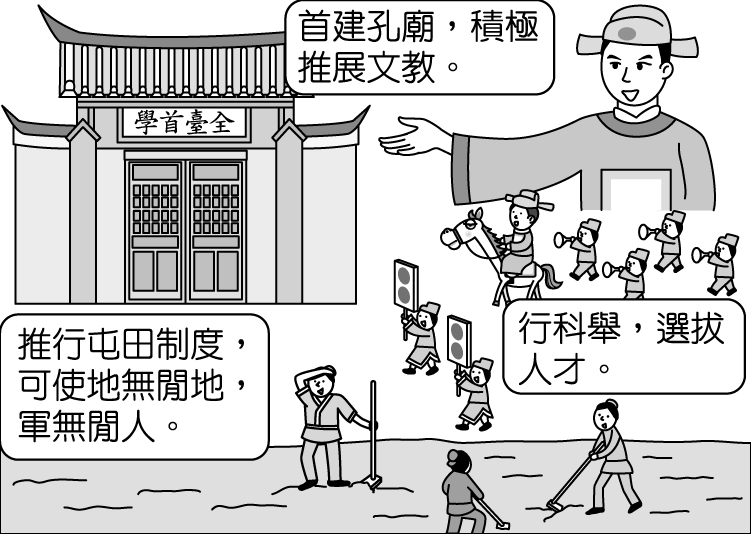 首建孔廟，積極
推展文教。
學首臺全
行科舉，選拔
人才。
推行屯田制度，
可使地無閒地，
軍無閒人。